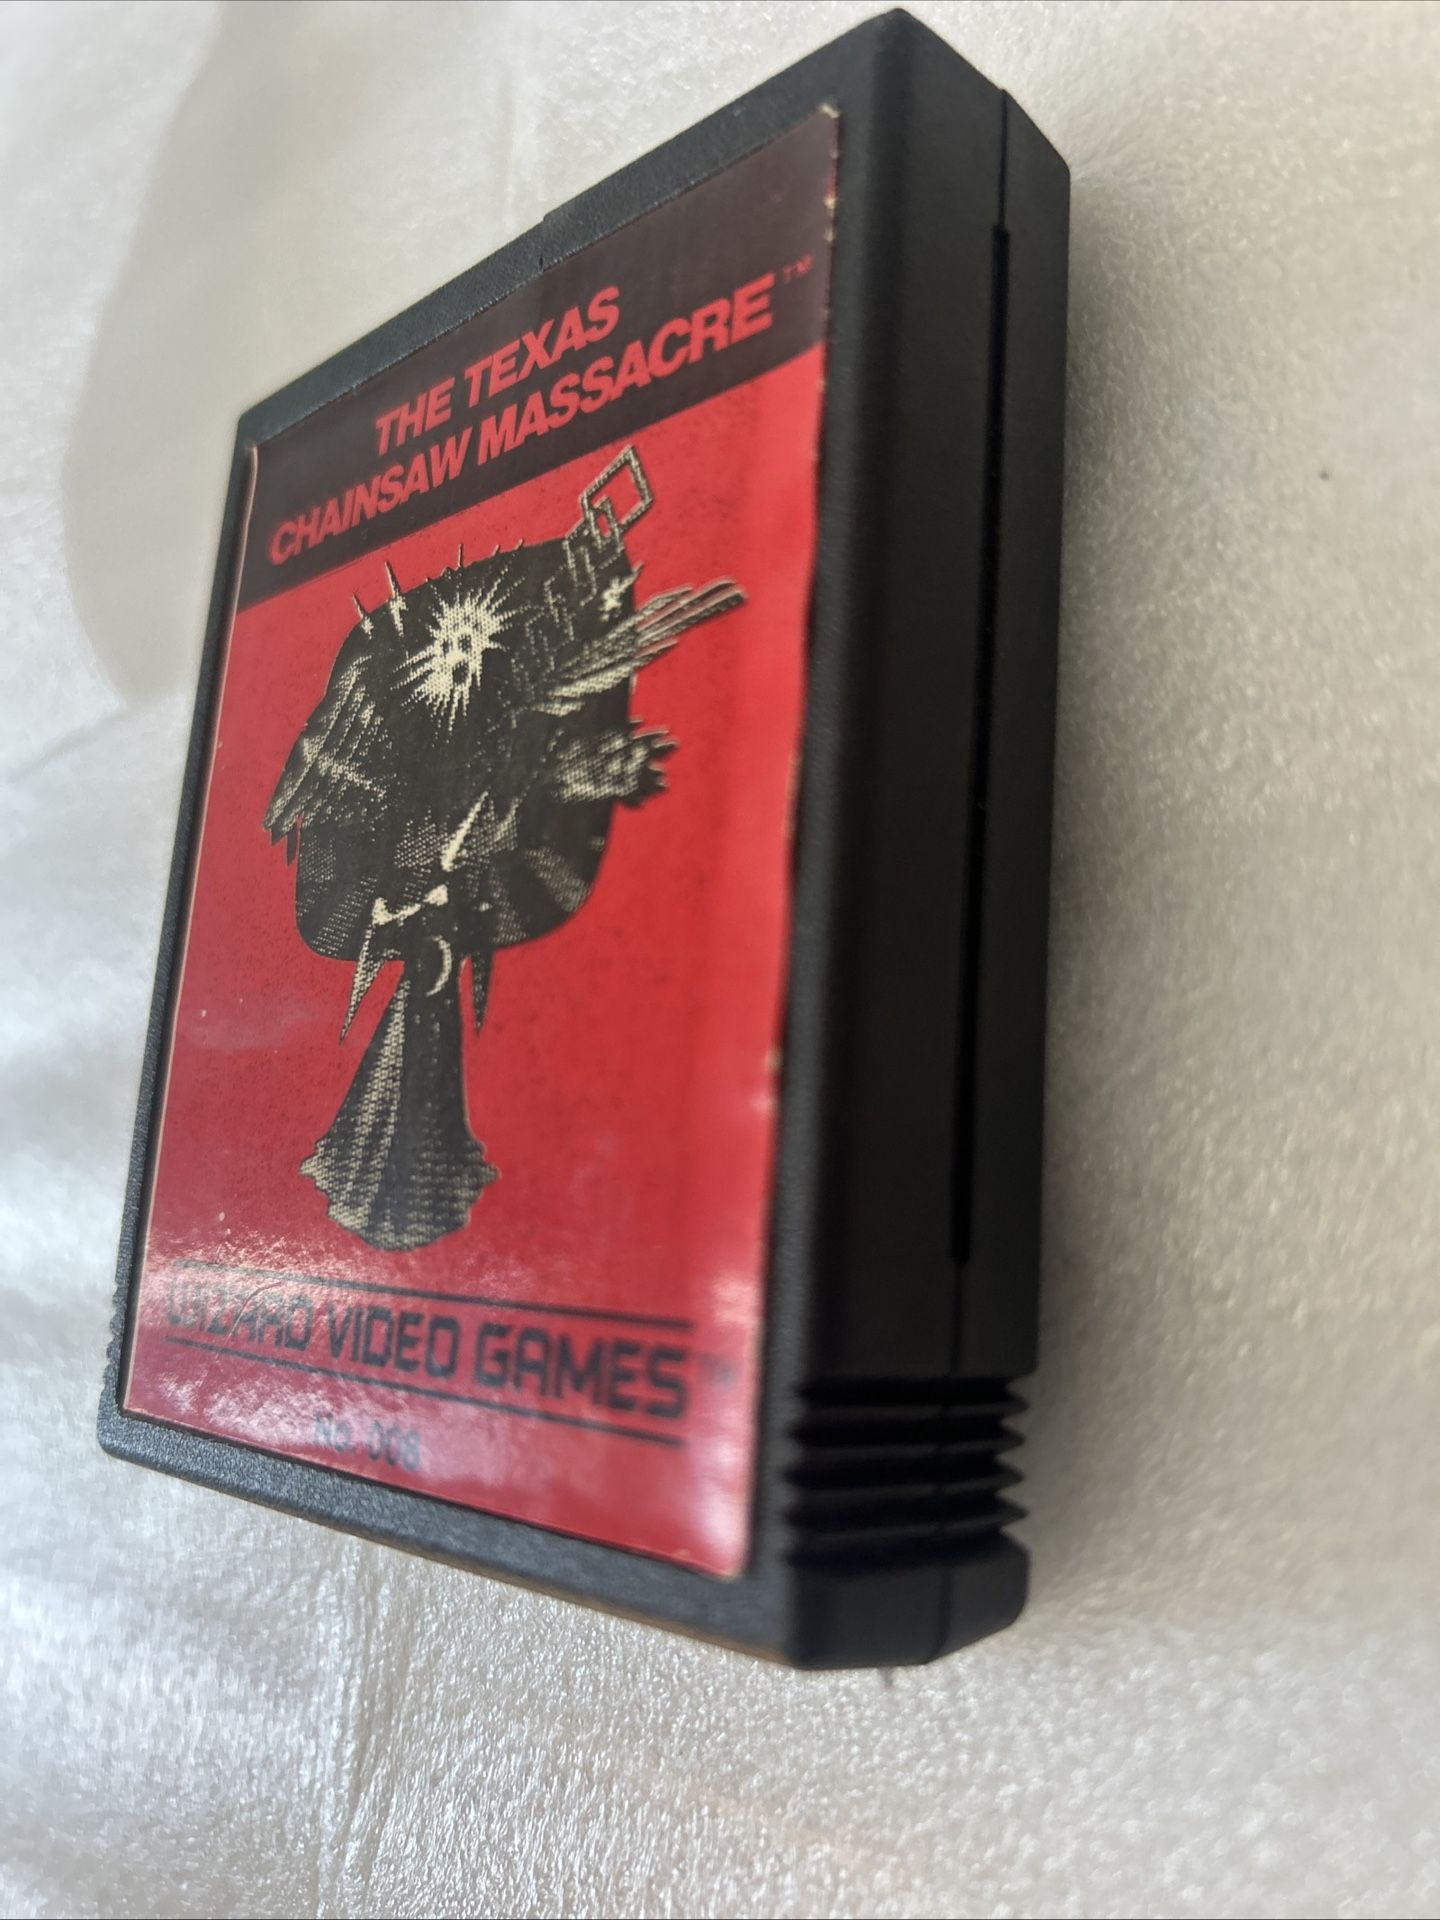 THE TEXAS
CHAINSAW MASSACRE™
WIZARD VIDEO GAMES™
No. 008